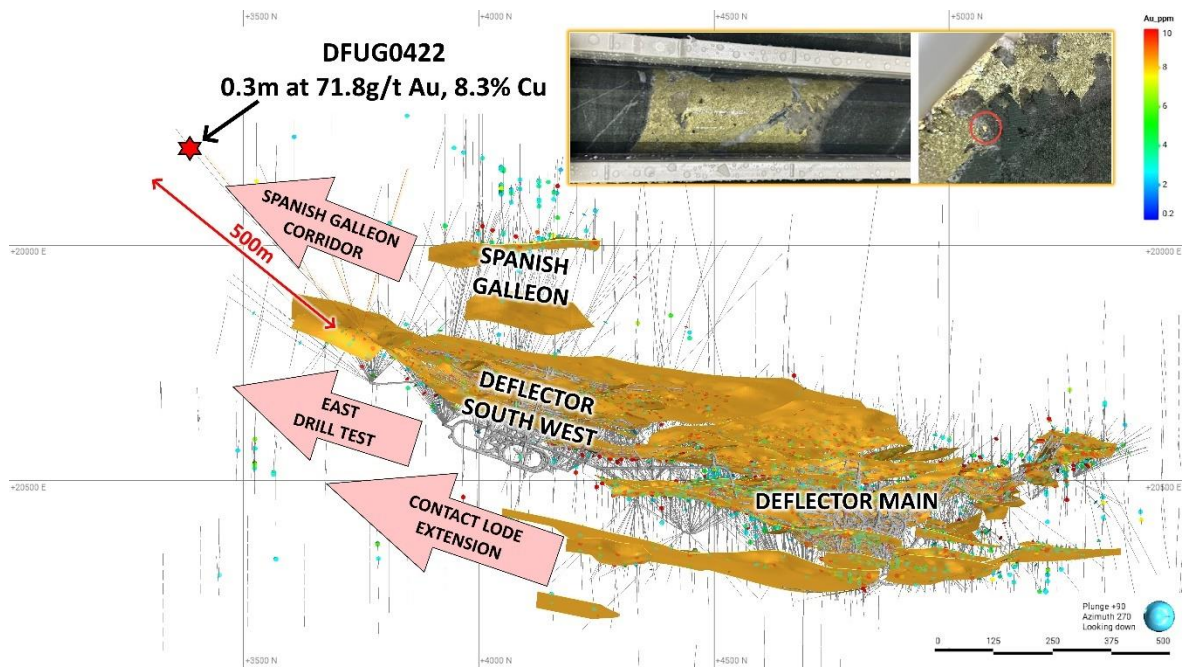 +3500 N
+4000 N
+4500 N
+5000 N
Au_ppm
10
8
6
4
2
0.2
DFUG0422
0.3m at 71.8g/t Au, 8.3% Cu
SPANISH GALLEON
CORRIDOR
500m
+20000 E
+20000 E
SPANISH
GALLEON
DEFLECTOR
SOUTH WEST
EAST
DRILL TEST
+20500 E
+20500 E
DEFLECTOR MAIN
CONTACT LODE
EXTENSION
Plunge +90
Azimuth 270
Looking down
0
125
250
375
500
+3500 N
+4000 N
+4500 N
+5000 N